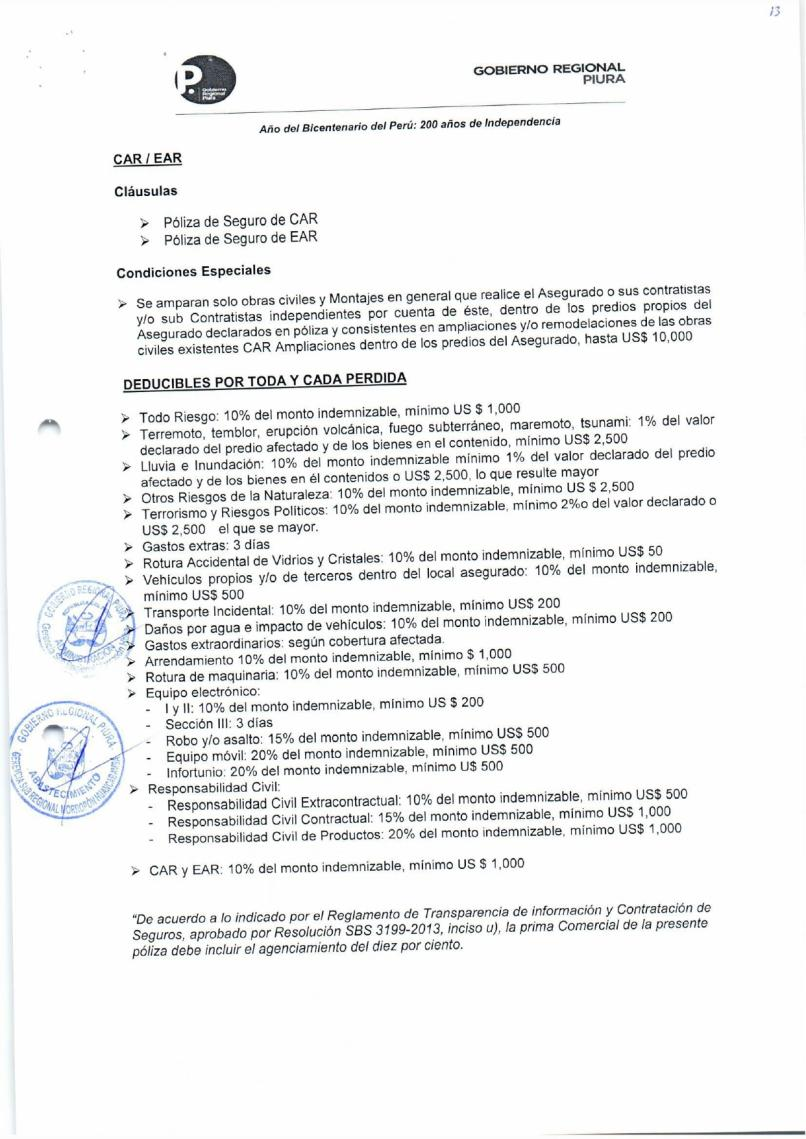 13
P.
Gobierno
Regional
Piura
GOBIERNO REGIONAL
PIURA
Año del Bicentenario del Perú: 200 años de Independencia
CAR / EAR
Cláusulas
➢ Póliza de Seguro de CAR
➢ Póliza de Seguro de EAR
Condiciones Especiales
➢ Se amparan solo obras civiles y Montajes en general que realice el Asegurado o sus contratistas
y/o sub Contratistas independientes por cuenta de éste, dentro de los predios propios del
Asegurado declarados en póliza y consistentes en ampliaciones y/o remodelaciones de las obras
civiles existentes CAR Ampliaciones dentro de los predios del Asegurado, hasta US$ 10,000
DEDUCIBLES POR TODA Y CADA PERDIDA
➢ Todo Riesgo: 10% del monto indemnizable, mínimo US $ 1,000
➢ Terremoto, temblor, erupción volcánica, fuego subterráneo, maremoto, tsunami: 1% del valor
declarado del predio afectado y de los bienes en el contenido, mínimo US$ 2,500
➢ Lluvia e Inundación: 10% del monto indemnizable mínimo 1% del valor declarado del predio
afectado y de los bienes en él contenidos o US$ 2,500, lo que resulte mayor
➢ Otros Riesgos de la Naturaleza: 10% del monto indemnizable, mínimo US $ 2,500
➢ Terrorismo y Riesgos Políticos: 10% del monto indemnizable, mínimo 2%o del valor declarado o
US$ 2,500 el que se mayor.
➢ Gastos extras: 3 días
➢ Rotura Accidental de Vidrios y Cristales: 10% del monto indemnizable, mínimo US$ 50
➢ Vehículos propios y/o de terceros dentro del local asegurado: 10% del monto indemnizable,
mínimo US$ 500
➢ Transporte Incidental: 10% del monto indemnizable, mínimo US$ 200
➢ Daños por agua e impacto de vehículos: 10% del monto indemnizable, mínimo US$ 200
➢ Gastos extraordinarios: según cobertura afectada.
➢ Arrendamiento 10% del monto indemnizable, mínimo $ 1,000
➢ Rotura de maquinaria: 10% del monto indemnizable, mínimo US$ 500
➢ Equipo electrónico:
- I y II: 10% del monto indemnizable, mínimo US $ 200
- Sección III: 3 días
- Robo y/o asalto: 15% del monto indemnizable, mínimo US$ 500
- Equipo móvil: 20% del monto indemnizable, mínimo US$ 500
- Infortunio: 20% del monto indemnizable, mínimo U$ 500
➢ Responsabilidad Civil:
- Responsabilidad Civil Extracontractual: 10% del monto indemnizable, mínimo US$ 500
- Responsabilidad Civil Contractual: 15% del monto indemnizable, mínimo US$ 1,000
- Responsabilidad Civil de Productos: 20% del monto indemnizable, mínimo US$ 1,000
➢ CAR y EAR: 10% del monto indemnizable, mínimo US $ 1,000
"De acuerdo a lo indicado por el Reglamento de Transparencia de información y Contratación de
Seguros, aprobado por Resolución SBS 3199-2013, inciso u), la prima Comercial de la presente
póliza debe incluir el agenciamiento del diez por ciento.
GOBIERNO REGIONAL PIURA
ADMINISTRACION
GOBIERNO REGIONAL PIURA
ABASTECIMIENTO
GERENCIA SUB REGIONAL MORROPON HUANCABAMBA